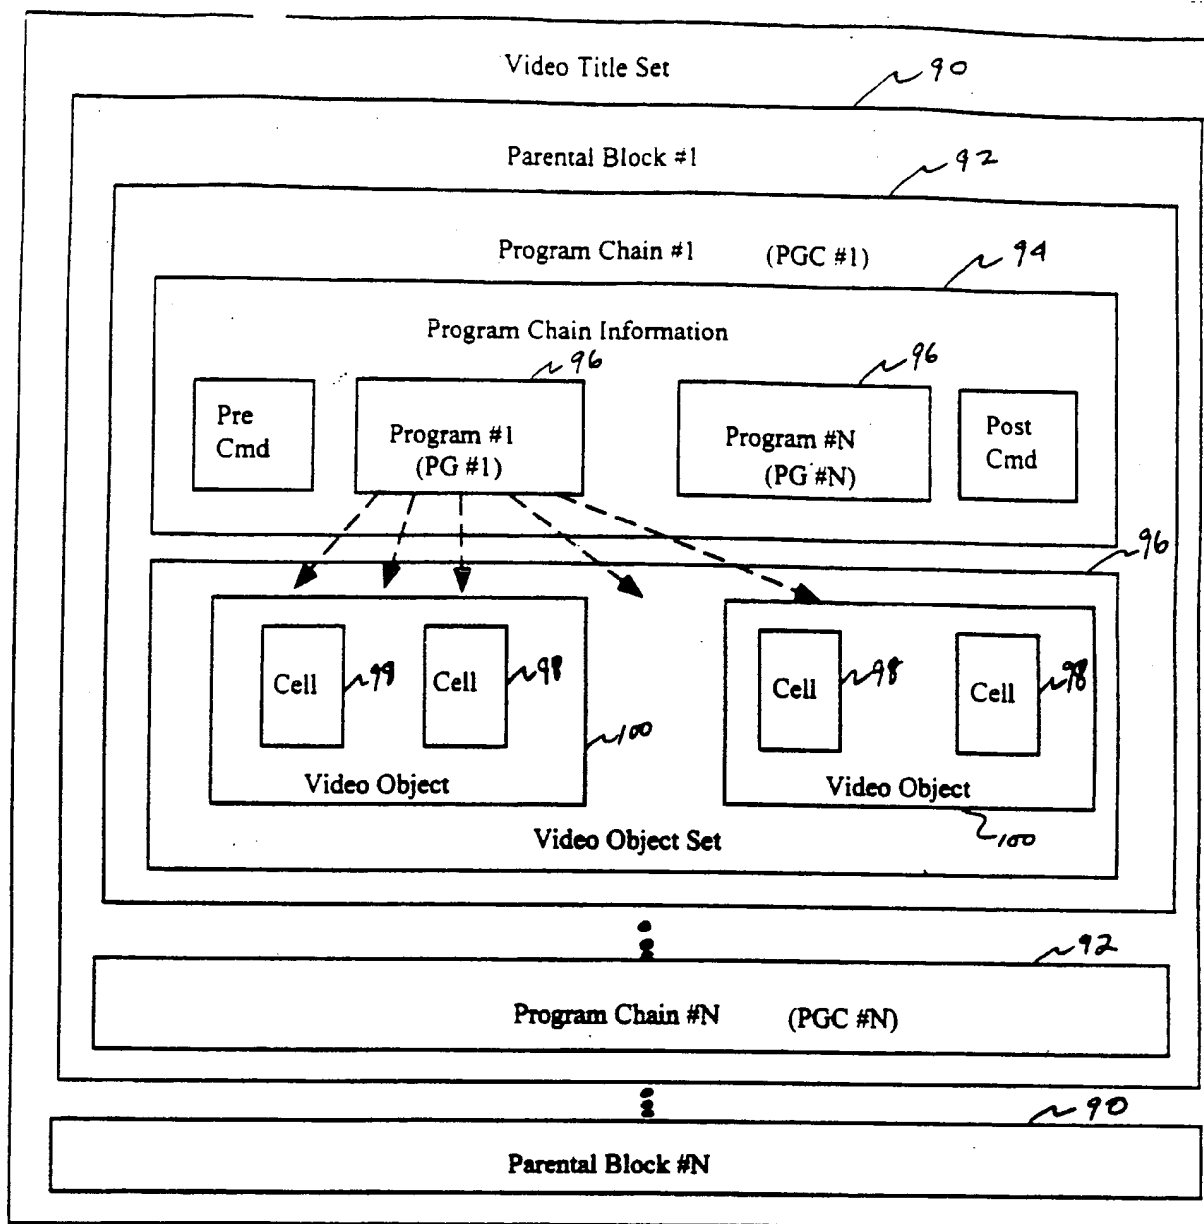 Video Title Set
90
Parental Block #1
92
Program Chain #1 (PGC #1)
94
Program Chain Information
96
96
Pre
Cmd
Program #1
(PG #1)
Program #N
(PG #N)
Post
Cmd
96
Cell
98
Cell
98
Cell
98
Cell
98
100
Video Object
Video Object
100
Video Object Set
92
Program Chain #N (PGC #N)
90
Parental Block #N